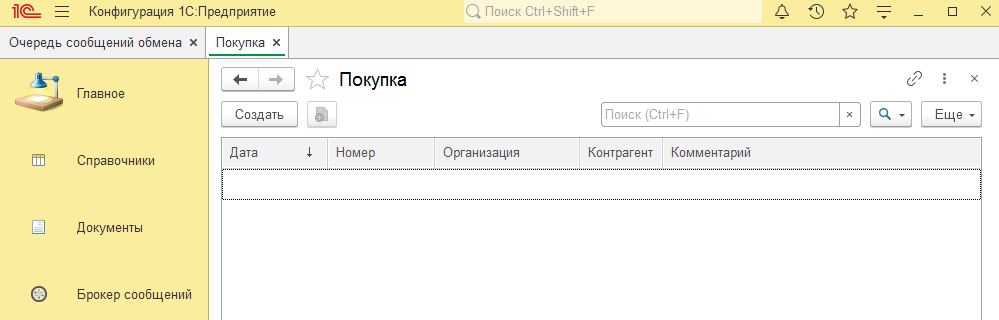 1С Конфигурация 1С:Предприятие Поиск Ctrl+Shift+F
Очередь сообщений обмена × Покупка ×
Главное
Справочники
Документы
Брокер сообщений
Покупка
Создать Поиск (Ctrl+F) × Еще
Дата ↓ Номер Организация Контрагент Комментарий